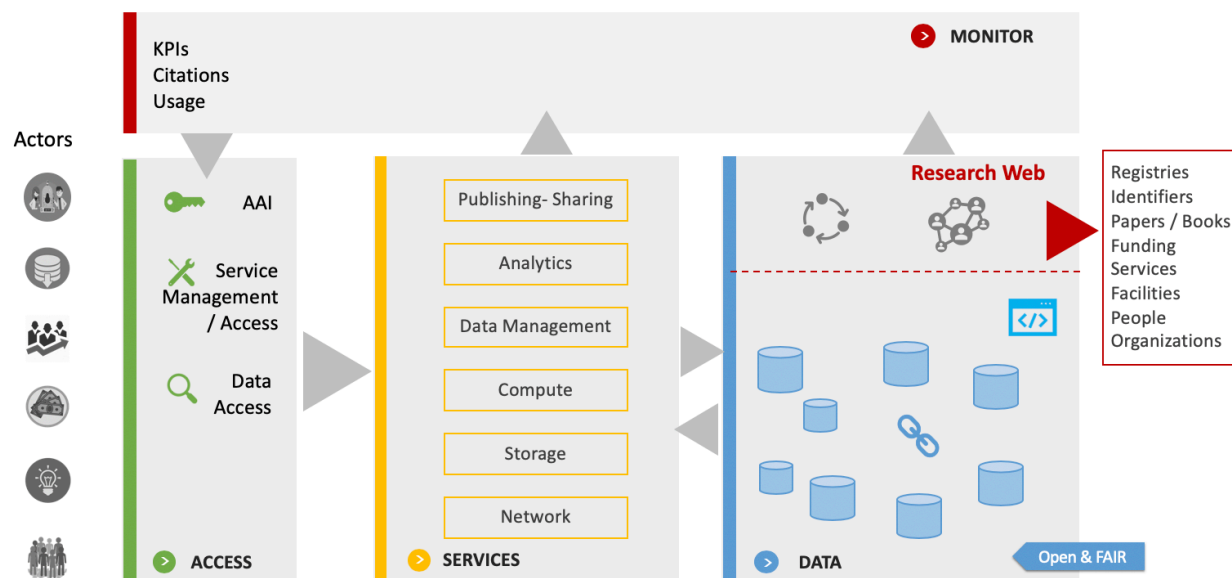 KPIs
Citations
Usage
MONITOR
Actors
AAI
Service
Management
/ Access
Data
Access
ACCESS
Publishing- Sharing
Analytics
Data Management
Compute
Storage
Network
SERVICES
Research Web
</>
DATA
Open & FAIR
Registries
Identifiers
Papers / Books
Funding
Services
Facilities
People
Organizations